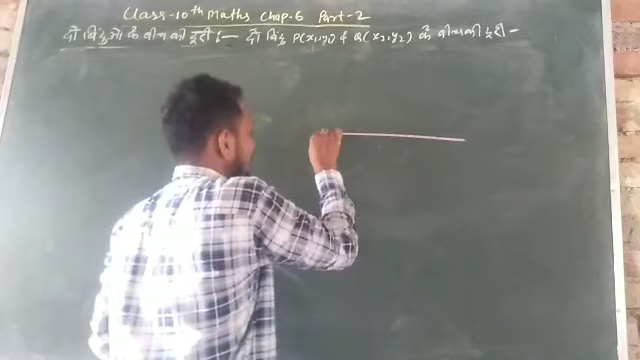 Class-10th Maths Chap.6 Part-2
दो बिंदुओ के बीच की दूरी :— दो बिंदु P(x₁,y₁) & Q(x₂,y₂) के बीच की दूरी -